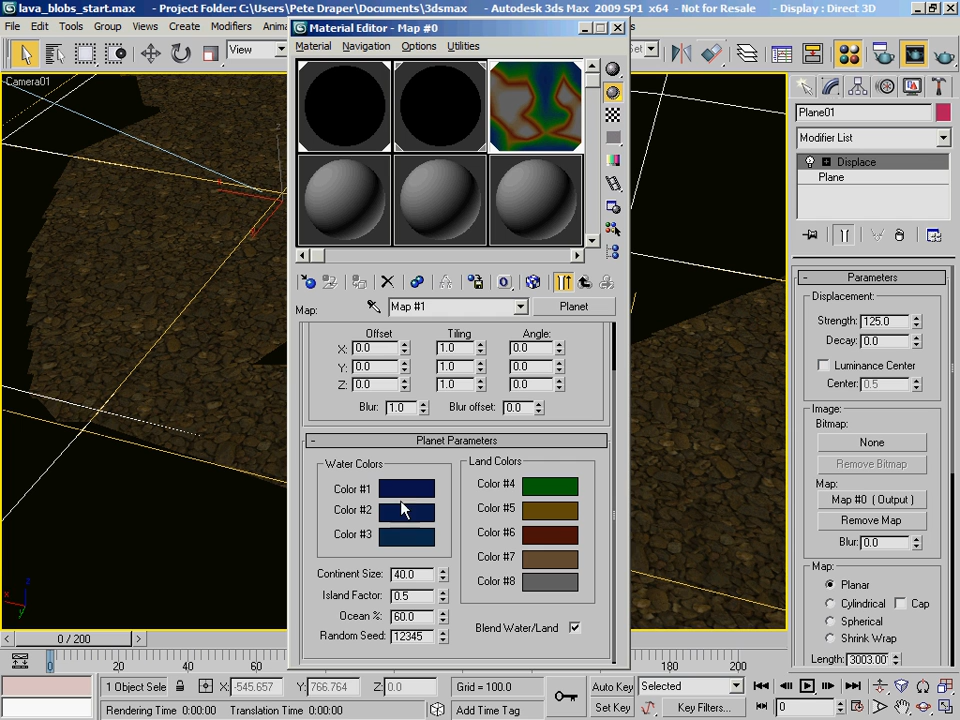 lava_blobs_start.max - Project Folder: C:\Users\Pete Draper\Documents\3dsmax - Autodesk 3ds Max 2009 SP1 x64 - Not for Resale - Display : Direct 3D
File Edit Tools Group Views Create Modifiers Anima
Material Editor - Map #0
Material Navigation Options Utilities
View
Camera01
Plane01
Modifier List
Displace
Plane
Map: Map #1 Planet
Offset Tiling Angle:
X: 0.0 1.0 0.0
Y: 0.0 1.0 0.0
Z: 0.0 1.0 0.0
Blur: 1.0 Blur offset: 0.0
- Planet Parameters
Water Colors
Color #1
Color #2
Color #3
Land Colors
Color #4
Color #5
Color #6
Color #7
Color #8
Continent Size: 40.0
Island Factor: 0.5
Ocean %: 60.0
Random Seed: 12345
Blend Water/Land
- Parameters
Displacement:
Strength: 125.0
Decay: 0.0
Luminance Center
Center: 0.5
Image:
Bitmap:
None
Remove Bitmap
Map:
Map #0 ( Output )
Remove Map
Blur: 0.0
Map:
Planar
Cylindrical Cap
Spherical
Shrink Wrap
Length: 3003.00
< 0 / 200 >
0 20 40 60 180 200
1 Object Sele X: -545.657 Y: 766.764 Z: 0.0 Grid = 100.0 Auto Key Selected
Rendering Time 0:00:00 Translation Time 0:00:00 Add Time Tag Set Key Key Filters... 0